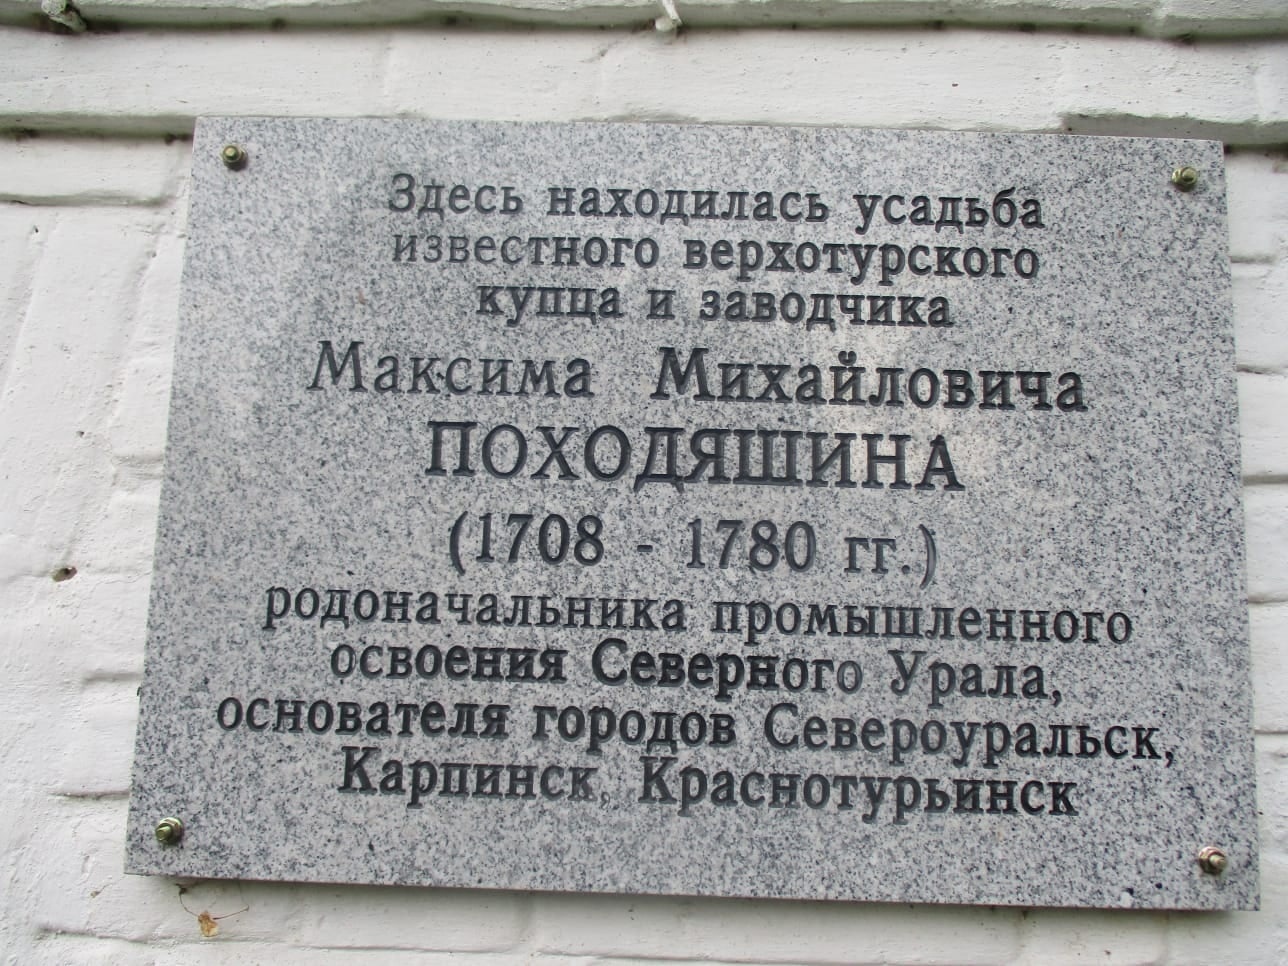 Здесь находилась усадьба
известного верхотурского
купца и заводчика
Максима Михайловича
ПОХОДЯШИНА
(1708 - 1780 гг.)
родоначальника промышленного
освоения Северного Урала,
основателя городов Североуральск,
Карпинск, Краснотурьинск